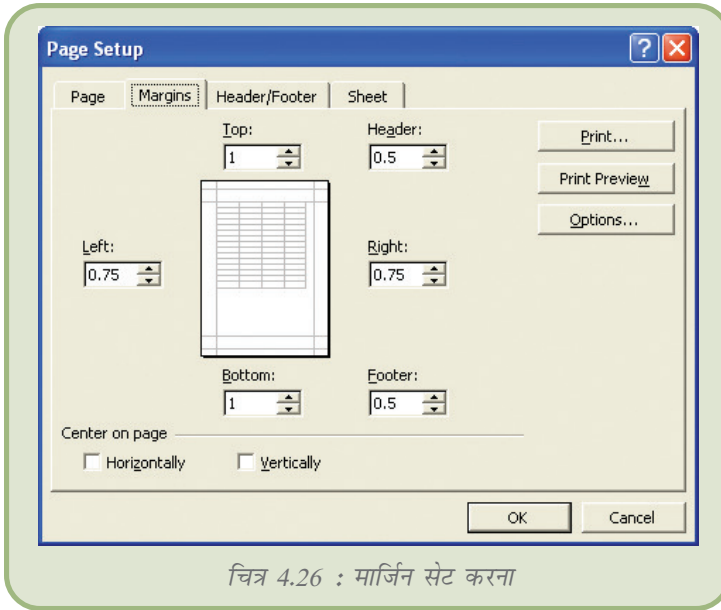 Page Setup
Page Margins Header/Footer Sheet
Top: Header:
1 0.5
Print...
Print Preview
Options...
Left: Right:
0.75 0.75
Bottom: Footer:
1 0.5
Center on page
Horizontally Vertically
OK Cancel
चित्र 4.26 : मार्जिन सेट करना